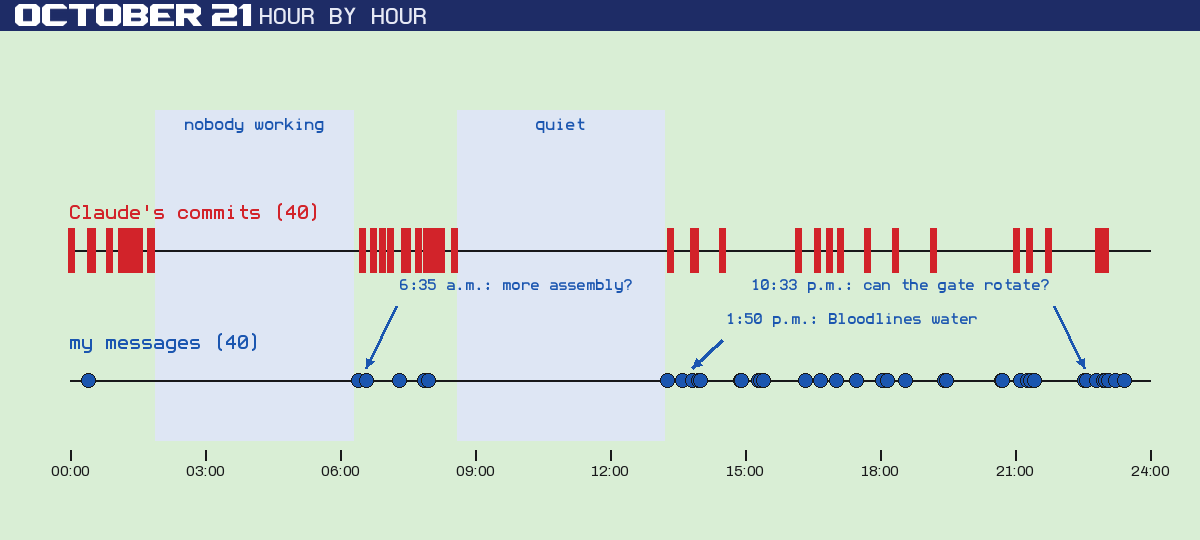 OCTOBER 21 HOUR BY HOUR
nobody working
quiet
Claude's commits (40)
6:35 a.m.: more assembly?
10:33 p.m.: can the gate rotate?
1:50 p.m.: Bloodlines water
my messages (40)
00:00 03:00 06:00 09:00 12:00 15:00 18:00 21:00 24:00